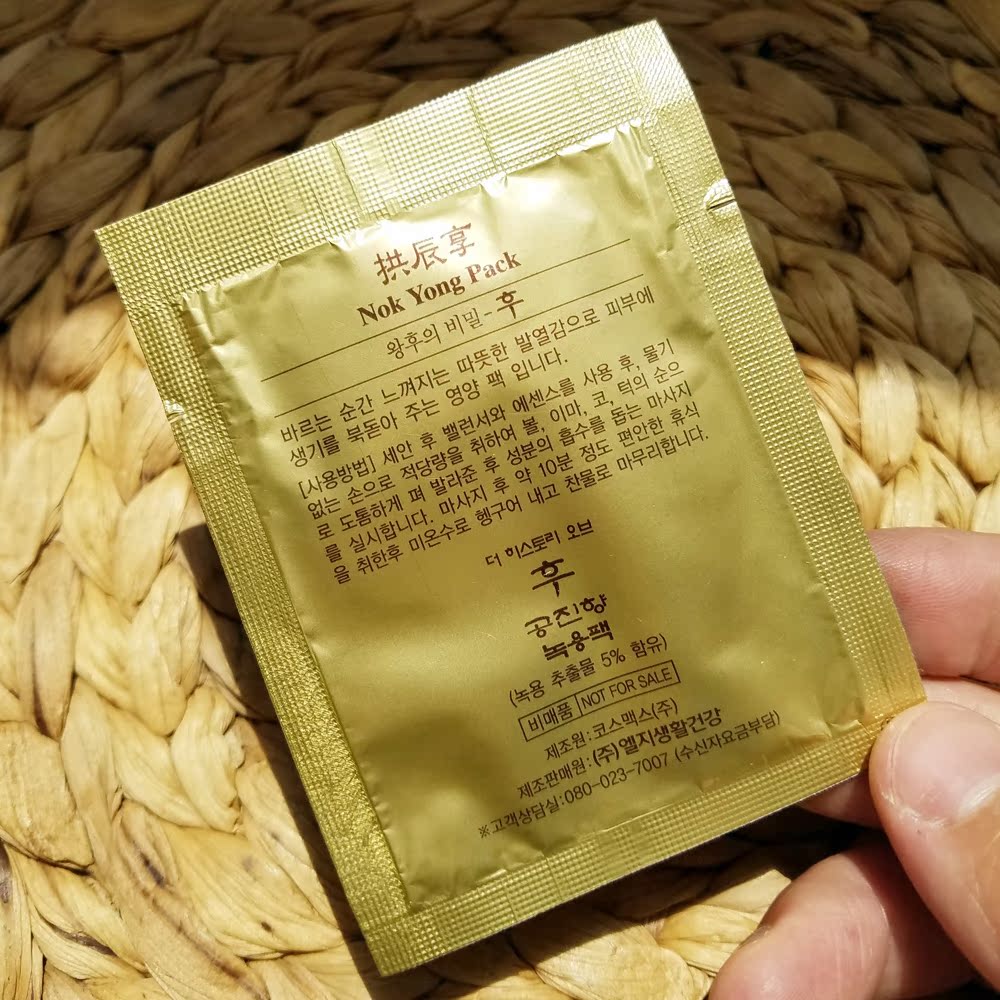 拱辰享
Nok Yong Pack
왕후의 비밀-후
바르는 순간 느껴지는 따뜻한 발열감으로 피부에
생기를 북돋아 주는 영양 팩 입니다.
[사용방법] 세안 후 밸런서와 에센스를 사용 후, 물기
없는 손으로 적당량을 취하여 볼, 이마, 코, 턱의 순으
로 도톰하게 펴 발라준 후 성분의 흡수를 돕는 마사지
를 실시합니다. 마사지 후 약 10분 정도 편안한 휴식
을 취한후 미온수로 헹구어 내고 찬물로 마무리합니다.
더 히스토리 오브
후
공진향
녹용팩
(녹용 추출물 5% 함유)
비매품 NOT FOR SALE
제조원:코스맥스(주)
제조판매원:(주)엘지생활건강
※고객상담실:080-023-7007 (수신자요금부담)